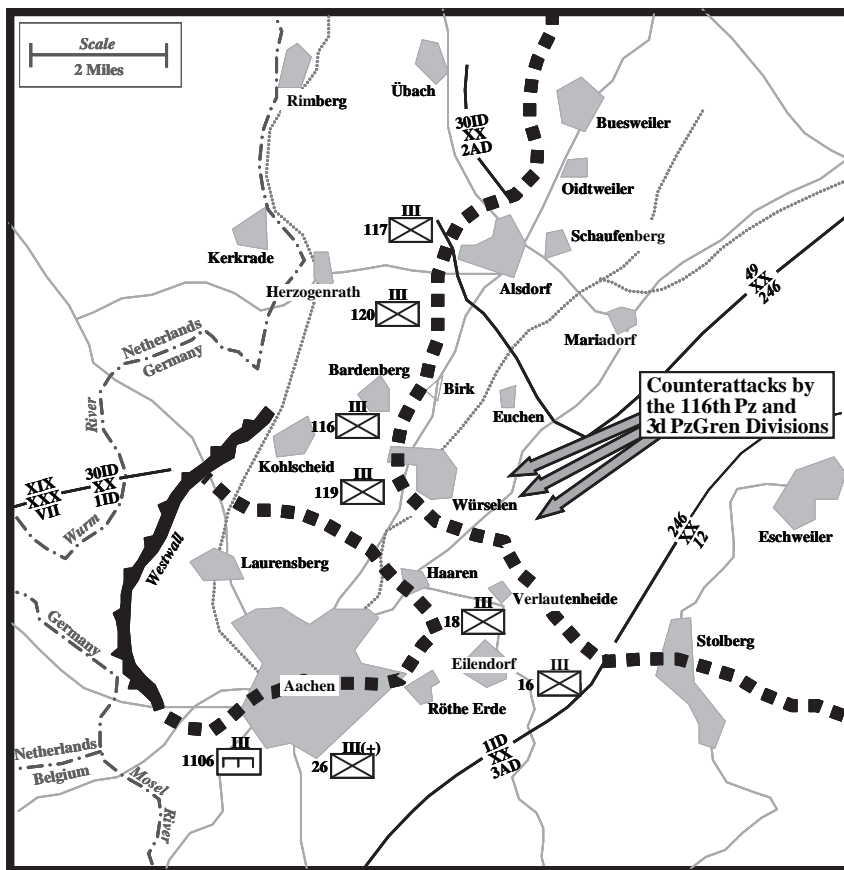 Scale
2 Miles
Rimberg
Übach
Buesweiler
30ID
XX
2AD
Oidtweiler
III
117
Schaufenberg
Kerkrade
Herzogenrath
Alsdorf
49
XX
246
III
120
Mariadorf
Netherlands
Germany
Bardenberg
Birk
Euchen
Counterattacks by
the 116th Pz and
3d PzGren Divisions
River
III
116
Kohlscheid
XIX
XXX
VII
30ID
XX
1ID
III
119
Würselen
Wurm
Westwall
246
XX
12
Eschweiler
Laurensberg
Haaren
Verlautenheide
III
18
Germany
Stolberg
Eilendorf
III
16
Aachen
Röthe Erde
Netherlands
Belgium
III
1106
III(+)
26
1ID
XX
3AD
Mosel
River